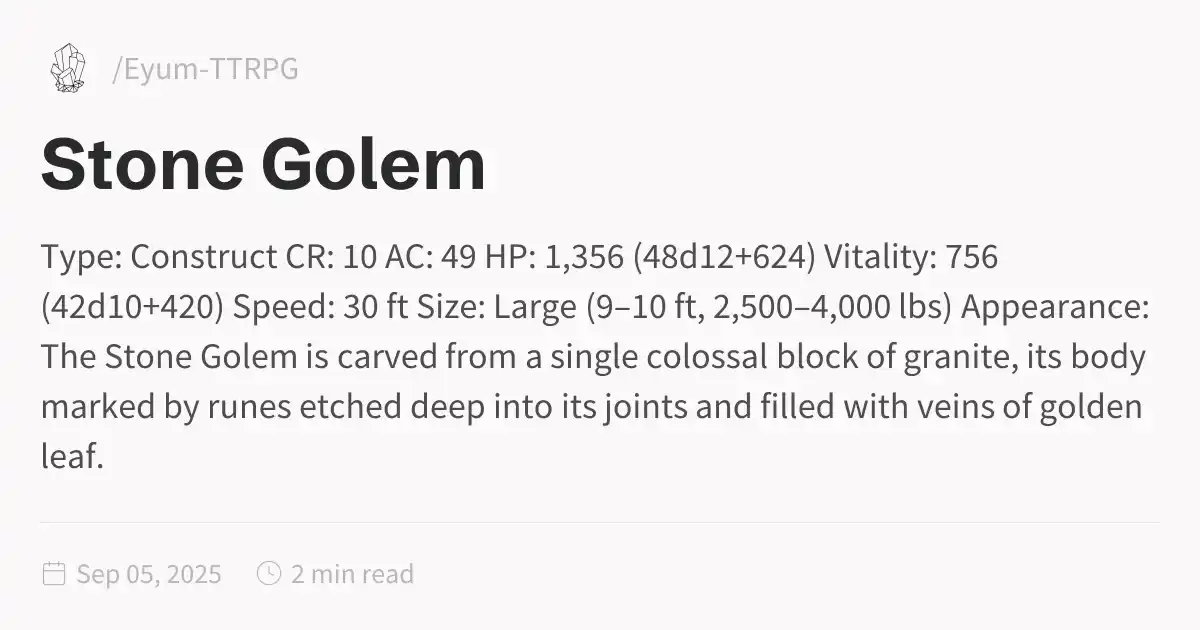 /Eyum-TTRPG
Stone Golem
Type: Construct CR: 10 AC: 49 HP: 1,356 (48d12+624) Vitality: 756
(42d10+420) Speed: 30 ft Size: Large (9–10 ft, 2,500–4,000 lbs) Appearance:
The Stone Golem is carved from a single colossal block of granite, its body
marked by runes etched deep into its joints and filled with veins of golden
leaf.
Sep 05, 2025 2 min read